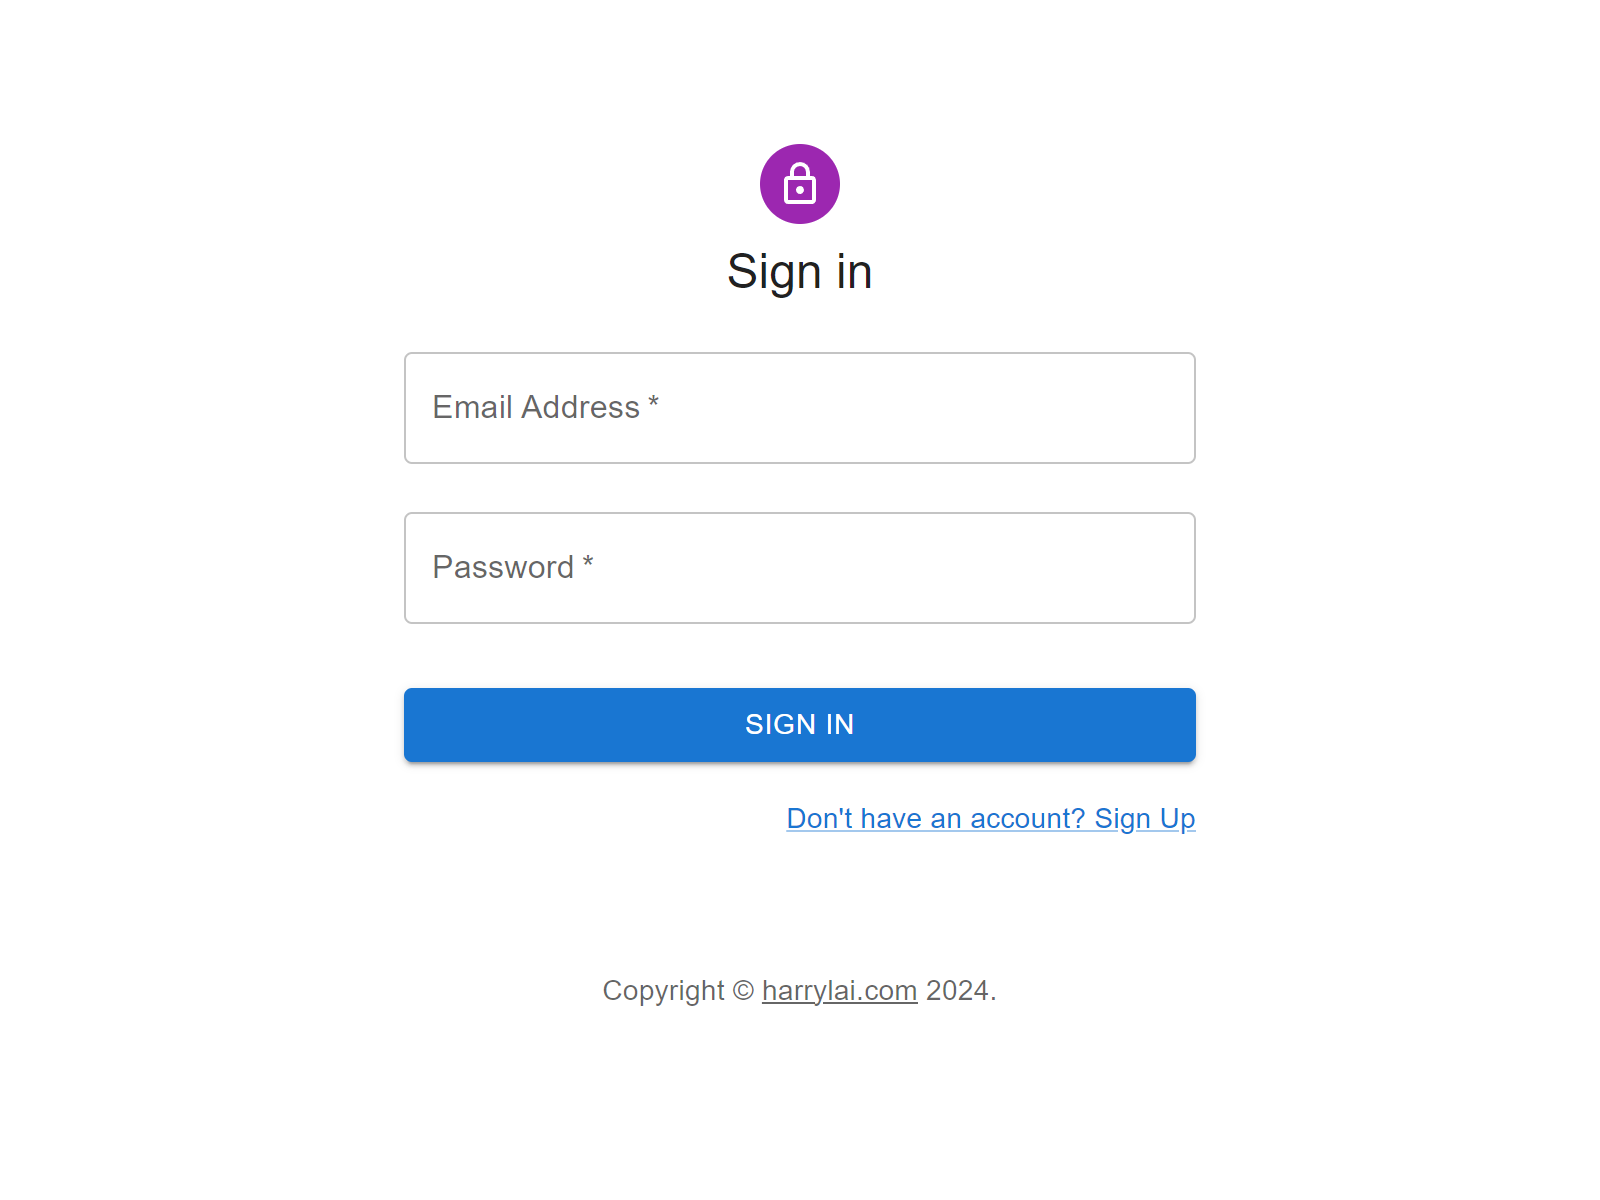 Sign in
Email Address *
Password *
SIGN IN
Don't have an account? Sign Up
Copyright © harrylai.com 2024.